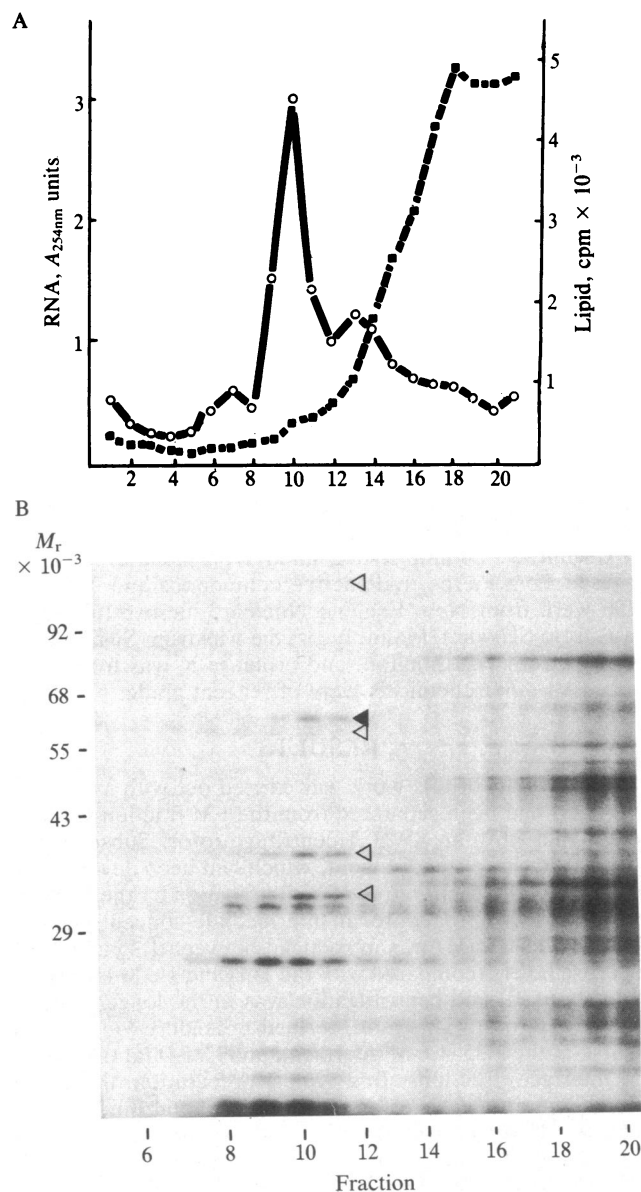 A
3
2
1
RNA, A254nm units
5
4
3
2
1
Lipid, cpm × 10−3
2 4 6 8 10 12 14 16 18 20
B
Mr
× 10−3
92 -
68 -
55 -
43 -
29 -
6 8 10 12 14 16 18 20
Fraction